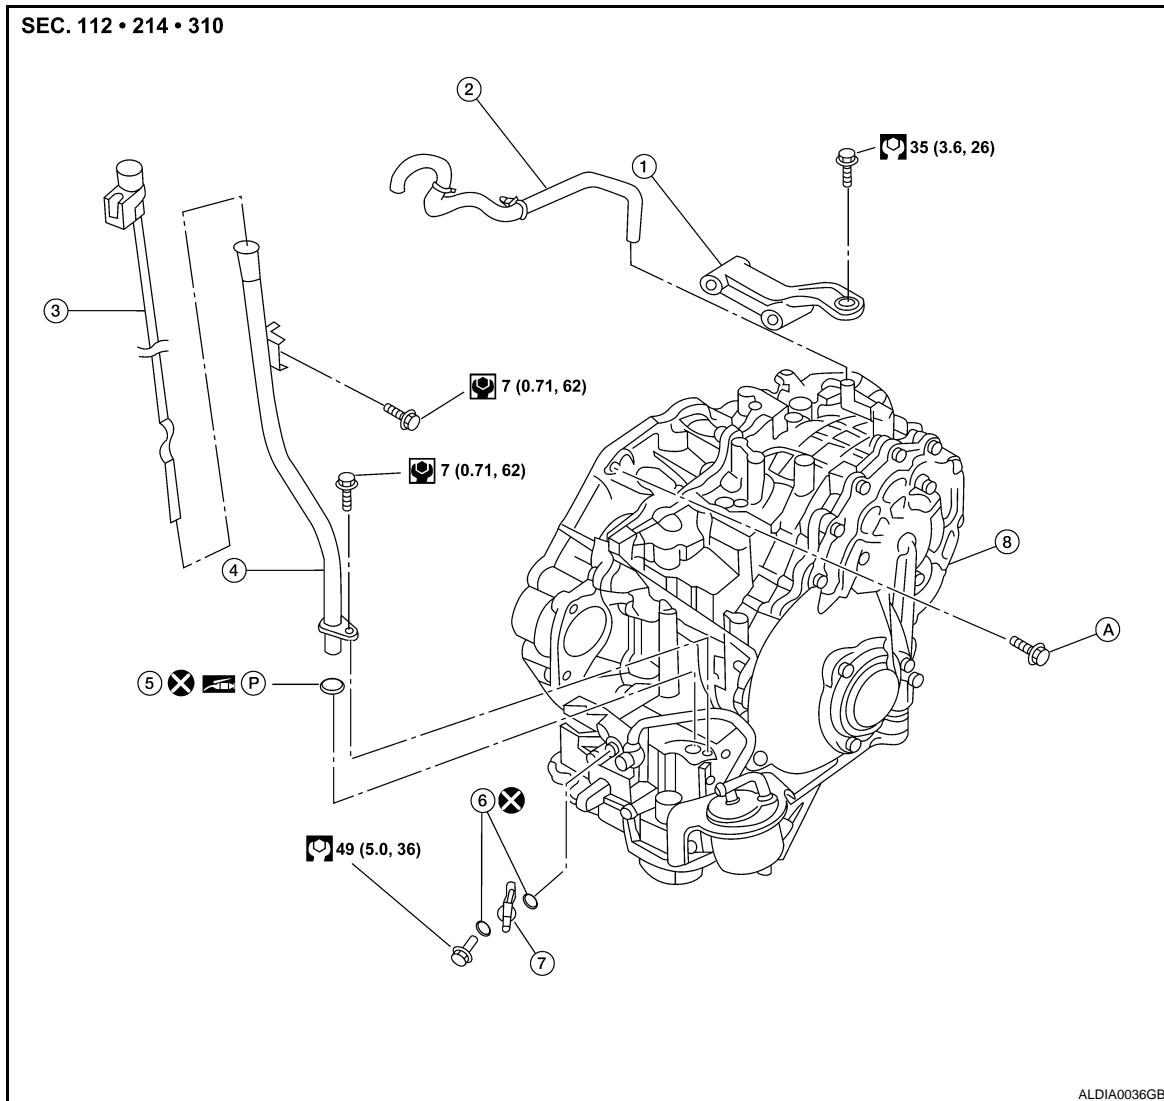 SEC. 112 • 214 • 310
2
35 (3.6, 26)
1
3
7 (0.71, 62)
7 (0.71, 62)
8
4
A
5 P
6
49 (5.0, 36)
7
ALDIA0036GB